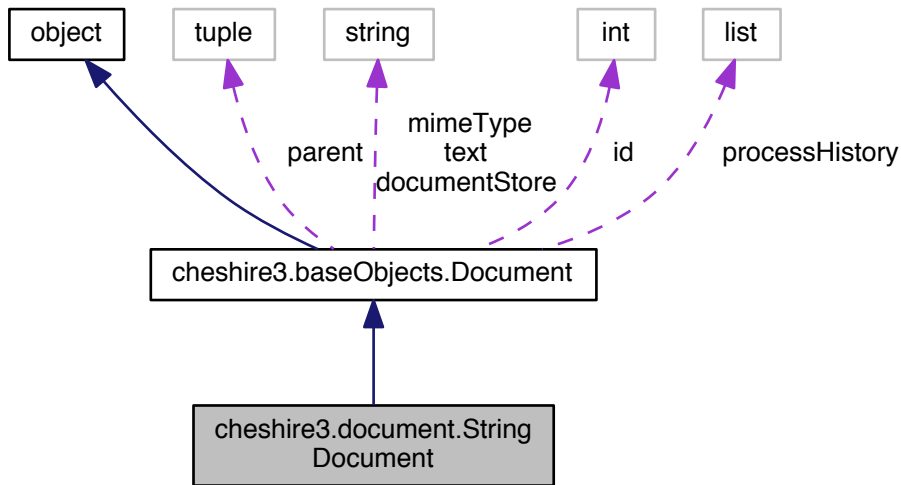 object
tuple
string
int
list
parent
mimeType
text
documentStore
id
processHistory
cheshire3.baseObjects.Document
cheshire3.document.String
Document